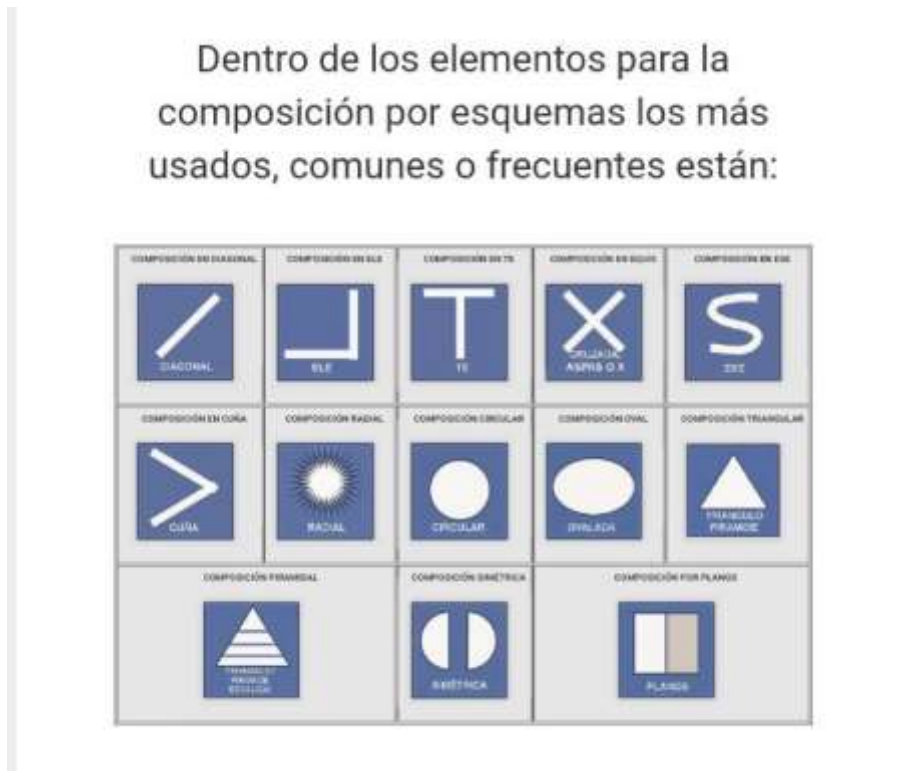 Dentro de los elementos para la
composición por esquemas los más
usados, comunes o frecuentes están:
COMPOSICIÓN EN DIAGONAL
COMPOSICIÓN EN ELE
COMPOSICIÓN EN TE
COMPOSICIÓN EN EQUIS
COMPOSICIÓN EN ESE
DIAGONAL
ELE
TE
CRUZADA,
ASPAS O X
ESE
COMPOSICIÓN EN CUÑA
COMPOSICIÓN RADIAL
COMPOSICIÓN CIRCULAR
COMPOSICIÓN OVAL
COMPOSICIÓN TRIANGULAR
CUÑA
RADIAL
CIRCULAR
OVALADA
TRIANGULO
PIRAMIDE
COMPOSICIÓN PIRAMIDAL
COMPOSICIÓN SIMÉTRICA
COMPOSICIÓN POR PLANOS
PIRAMIDE
SIMÉTRICA
PLANOS